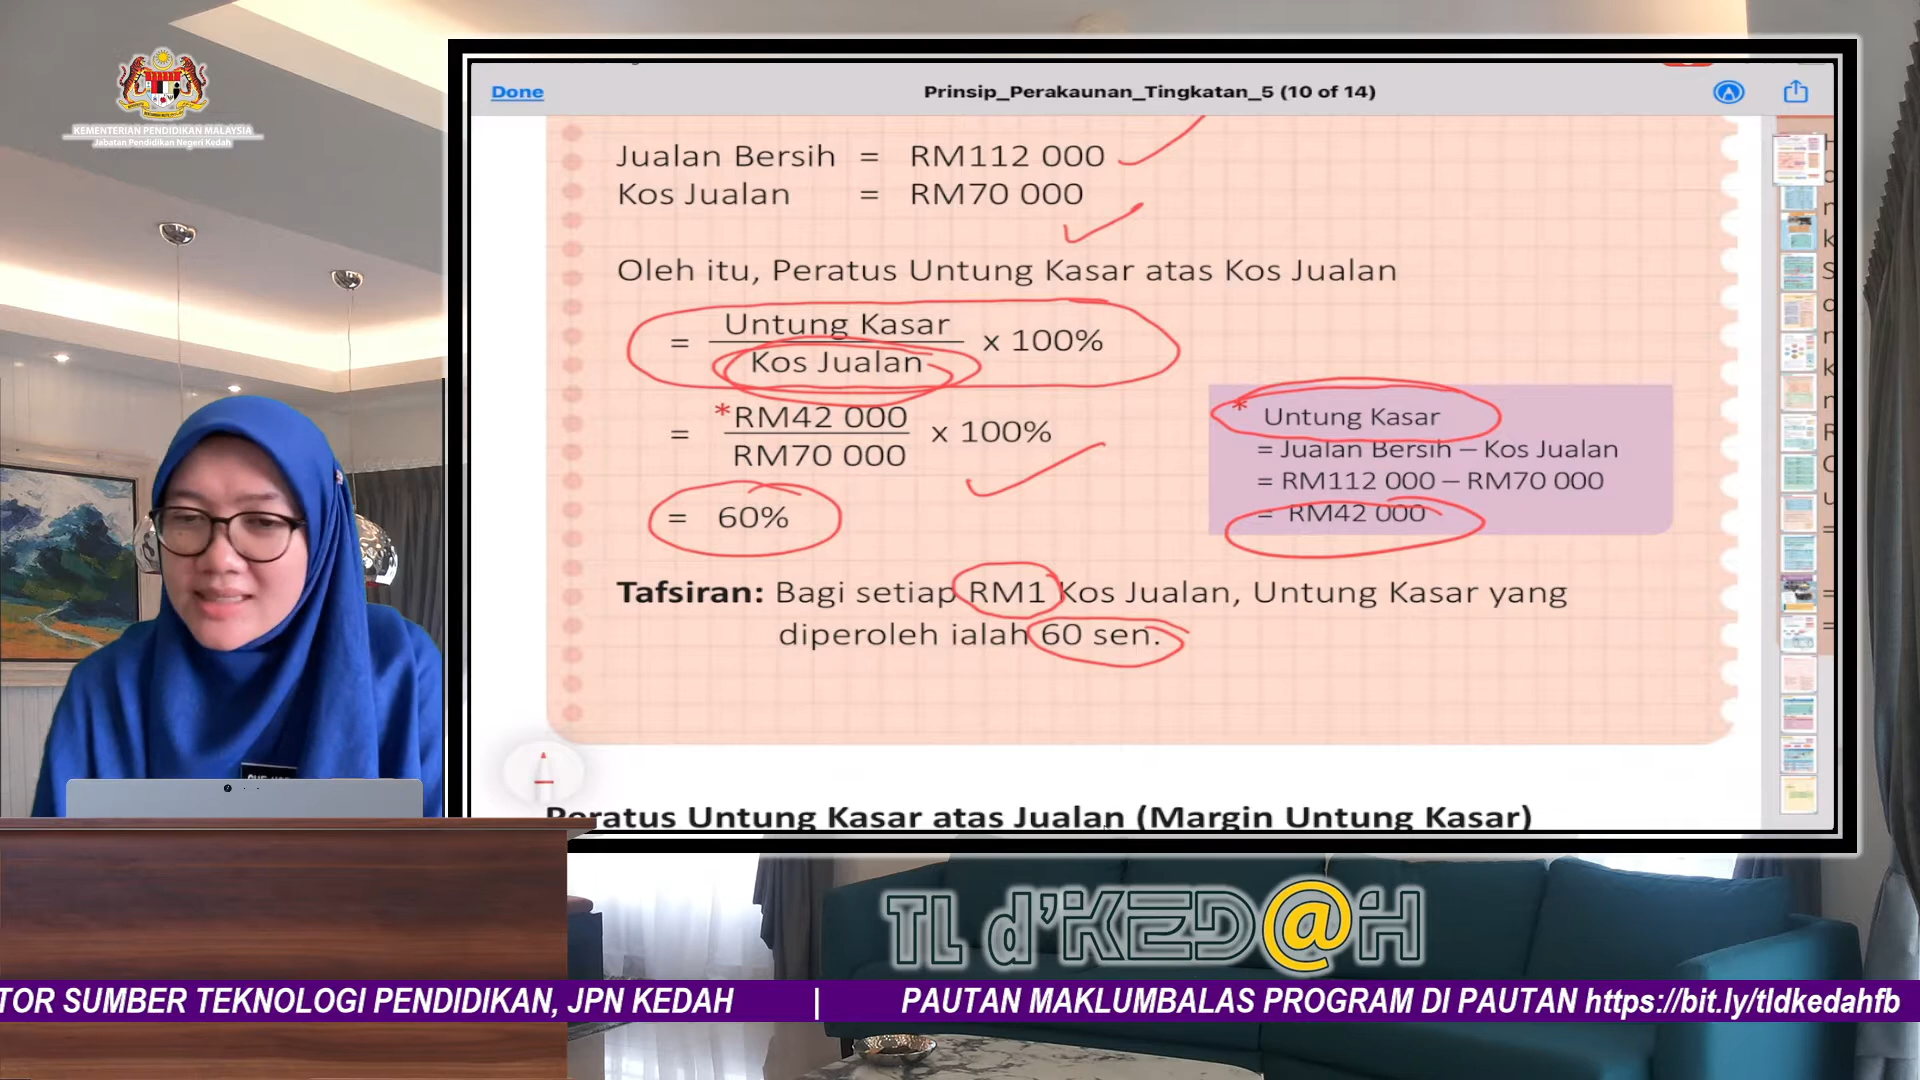 KEMENTERIAN PENDIDIKAN MALAYSIA
Jabatan Pendidikan Negeri Kedah
Done
Prinsip_Perakaunan_Tingkatan_5 (10 of 14)
Jualan Bersih = RM112 000
Kos Jualan = RM70 000
Oleh itu, Peratus Untung Kasar atas Kos Jualan
= Untung Kasar
Kos Jualan
x 100%
= *RM42 000
RM70 000
x 100%
= 60%
* Untung Kasar
= Jualan Bersih – Kos Jualan
= RM112 000 – RM70 000
= RM42 000
Tafsiran: Bagi setiap RM1 Kos Jualan, Untung Kasar yang
diperoleh ialah 60 sen.
Peratus Untung Kasar atas Jualan (Margin Untung Kasar)
TL d'KED@H
TOR SUMBER TEKNOLOGI PENDIDIKAN, JPN KEDAH | PAUTAN MAKLUMBALAS PROGRAM DI PAUTAN https://bit.ly/tldkedahfb